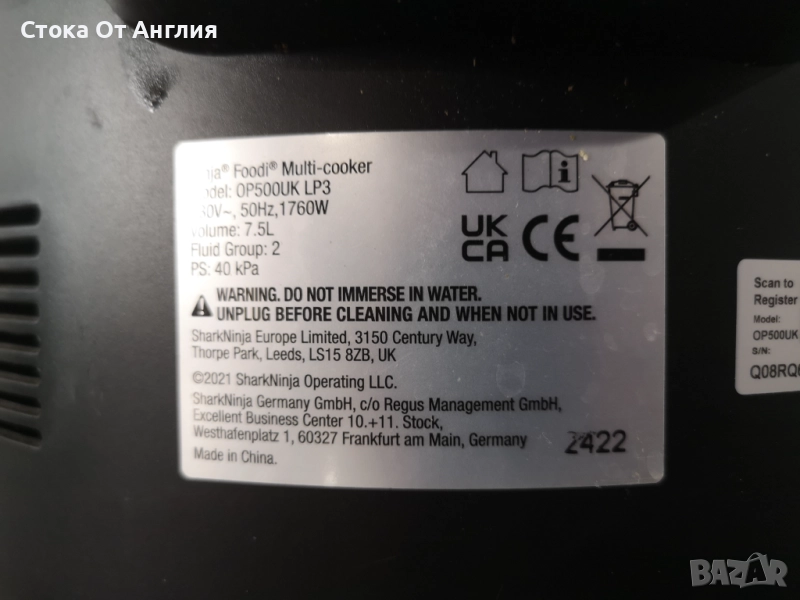 Стока От Англия
Foodi® Multi-cooker
OP500UK LP3
50Hz,1760W
Volume: 7.5L
Fluid Group: 2
PS: 40 kPa
WARNING. DO NOT IMMERSE IN WATER.
UNPLUG BEFORE CLEANING AND WHEN NOT IN USE.
SharkNinja Europe Limited, 3150 Century Way,
Thorpe Park, Leeds, LS15 8ZB, UK
©2021 SharkNinja Operating LLC.
SharkNinja Germany GmbH, c/o Regus Management GmbH,
Excellent Business Center 10.+11. Stock,
Westhafenplatz 1, 60327 Frankfurt am Main, Germany
Made in China.
UK
CA CE
2422
Scan to
Register
Model:
OP500UK
S/N:
BAZAR